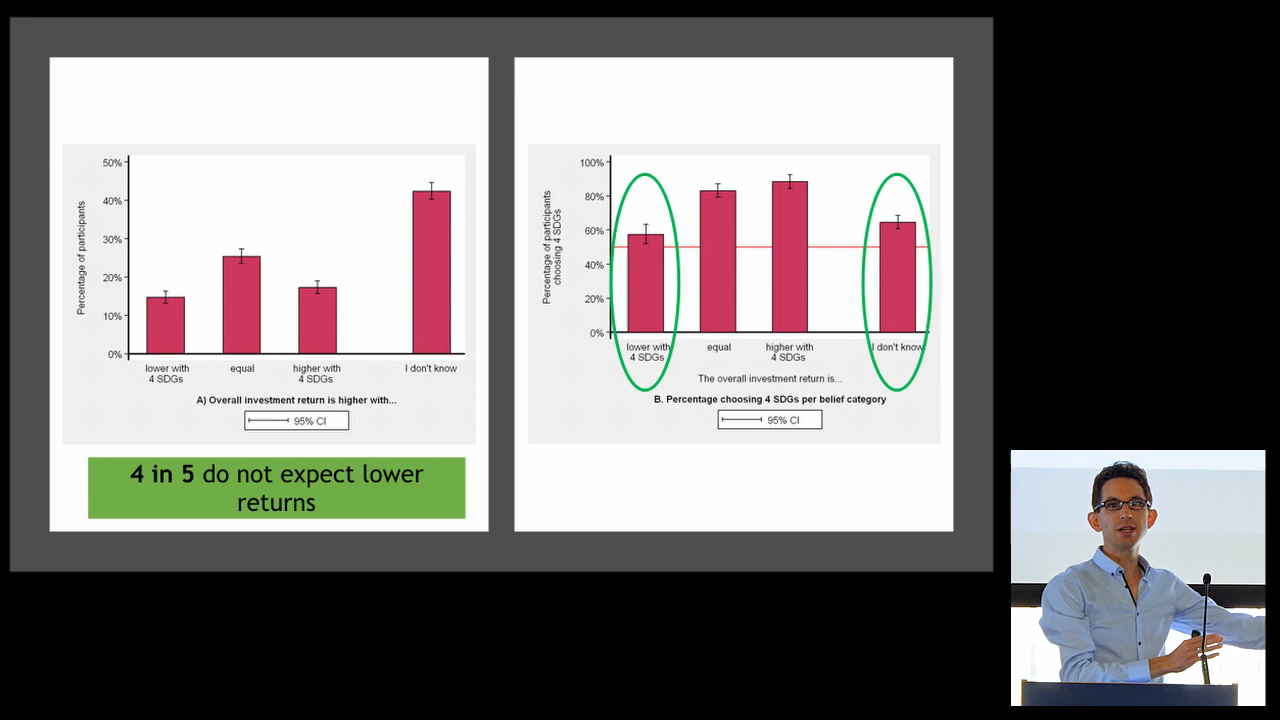 50%
40%
30%
20%
10%
0%
Percentage of participants
lower with
4 SDGs
equal
higher with
4 SDGs
I don't know
A) Overall investment return is higher with...
95% CI
4 in 5 do not expect lower
returns
100%
80%
60%
40%
20%
0%
Percentage of participants
choosing 4 SDGs
lower with
4 SDGs
equal
higher with
4 SDGs
I don't know
The overall investment return is...
B. Percentage choosing 4 SDGs per belief category
95% CI